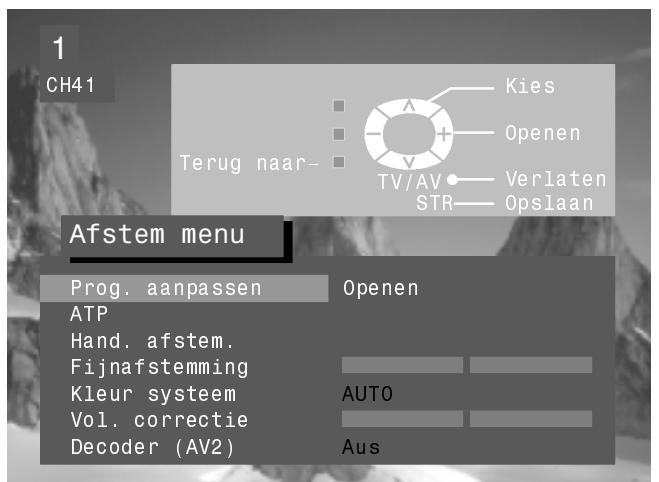 1
CH41
Kies
Openen
Terug naar
TV/AV Verlaten
STR Opslaan
Afstem menu
Prog. aanpassen Openen
ATP
Hand. afstem.
Fijnafstemming
Kleur systeem AUTO
Vol. correctie
Decoder (AV2) Aus